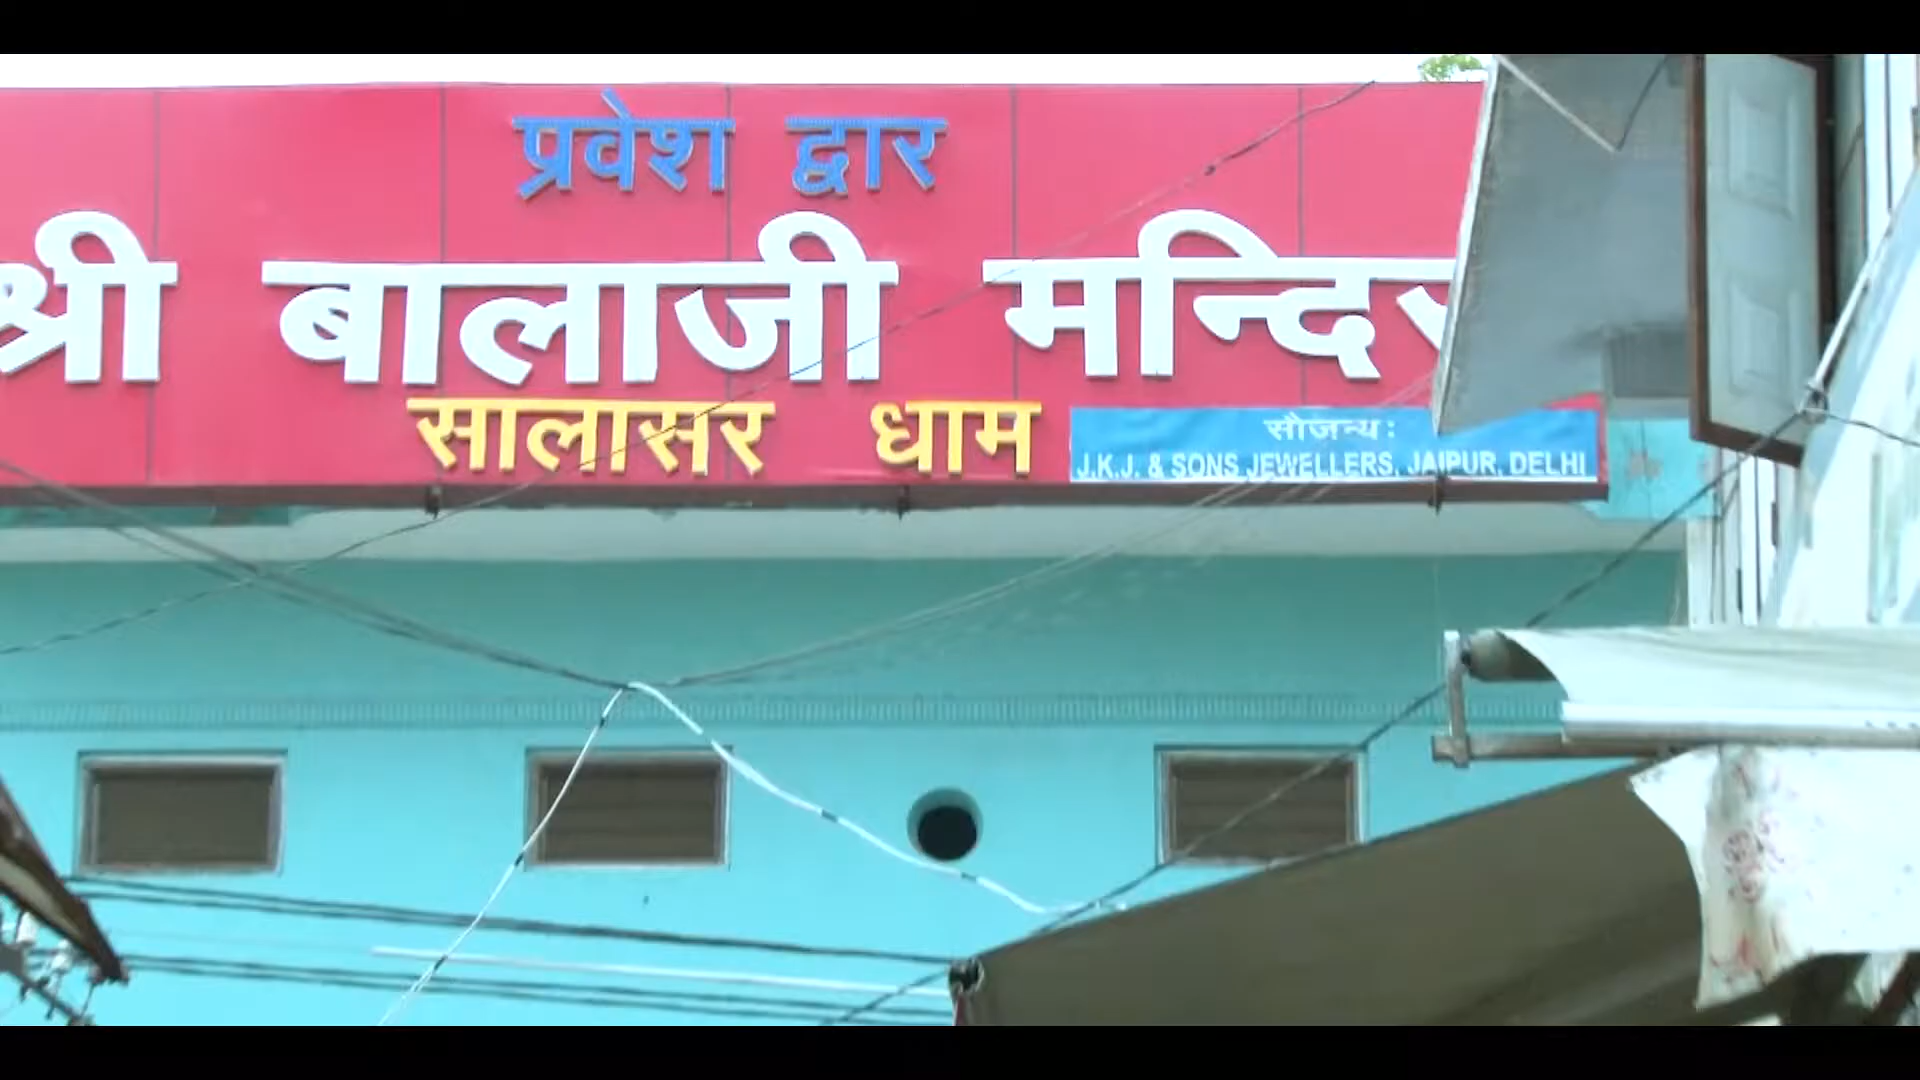 प्रवेश द्वार
श्री बालाजी मन्दिर
सालासर धाम
सौजन्य:
J.K.J. & SONS JEWELLERS, JAIPUR, DELHI